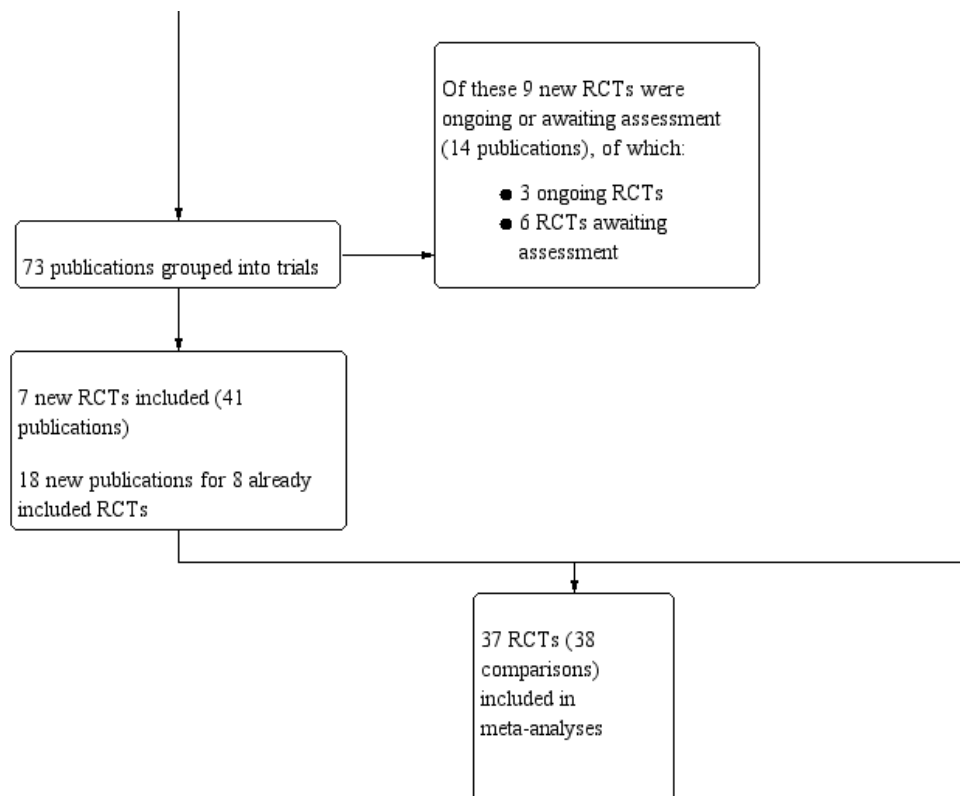 Of these 9 new RCTs were
ongoing or awaiting assessment
(14 publications), of which:
● 3 ongoing RCTs
● 6 RCTs awaiting
assessment
73 publications grouped into trials
7 new RCTs included (41
publications)
18 new publications for 8 already
included RCTs
37 RCTs (38
comparisons)
included in
meta-analyses